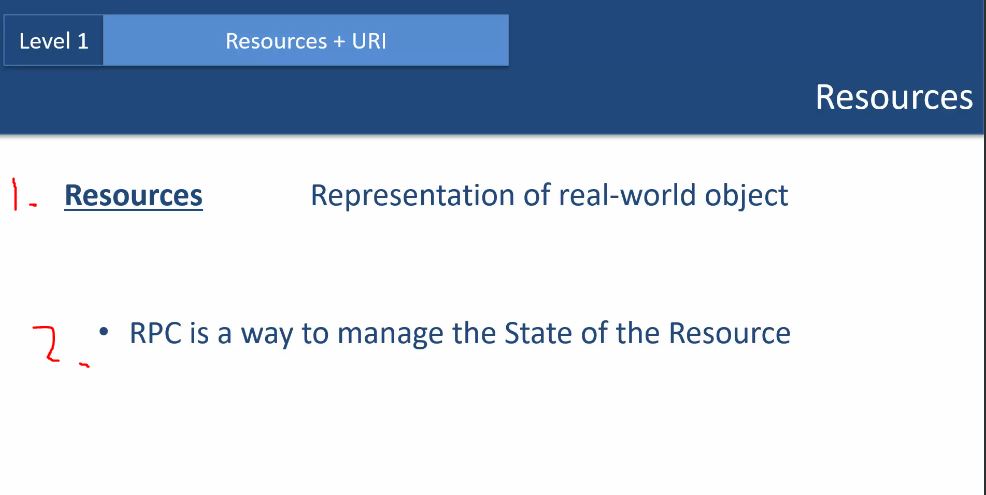 Level 1 Resources + URI
Resources
1. Resources Representation of real-world object
2. • RPC is a way to manage the State of the Resource